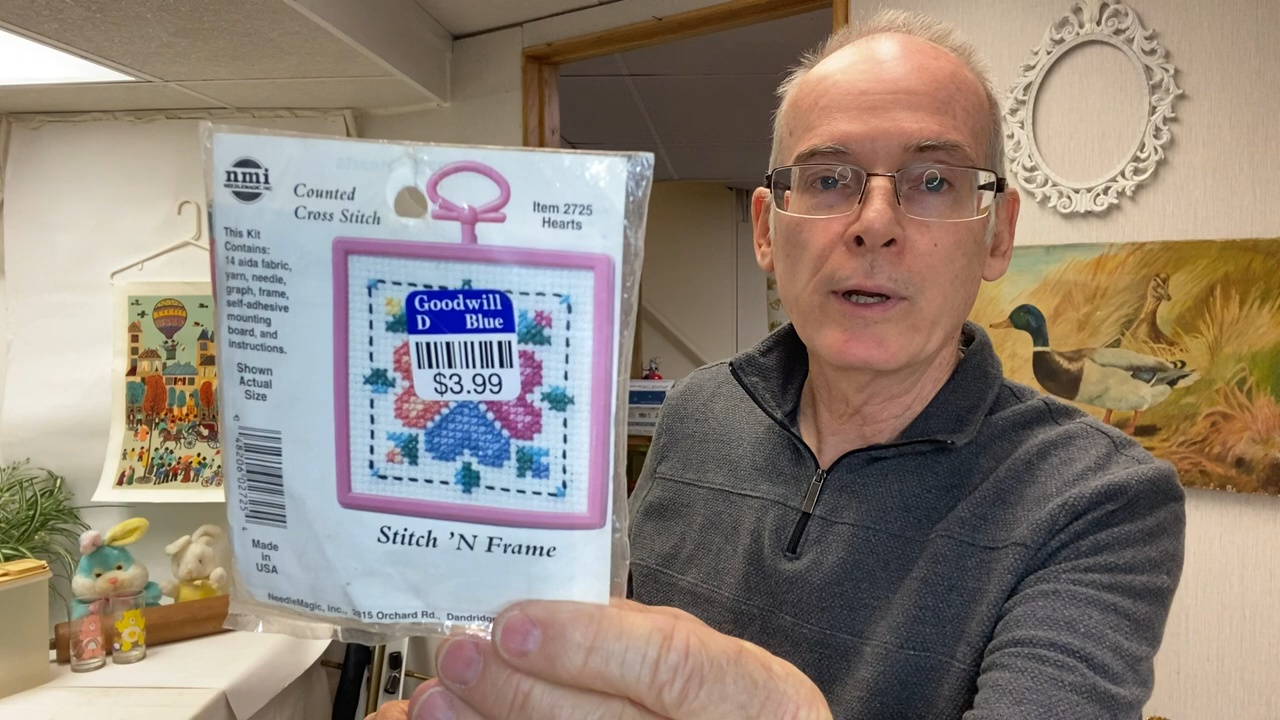 nmi
NEEDLEMAGIC INC
Counted
Cross Stitch
Item 2725
Hearts
This Kit
Contains:
14 aida fabric,
yarn, needle,
graph, frame,
self-adhesive
mounting
board, and
instructions.
Shown
Actual
Size
Goodwill
D Blue
$3.99
Made
in
USA
Stitch 'N Frame
NeedleMagic, Inc., Orchard Rd., Dandridge